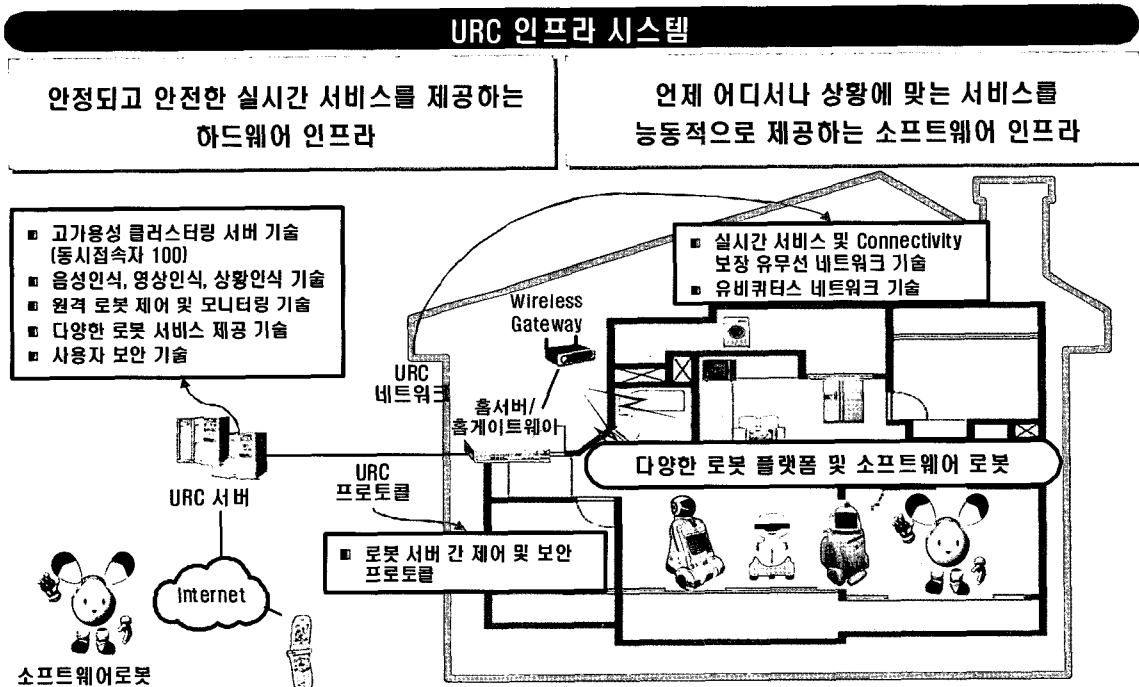 URC 인프라 시스템
안정되고 안전한 실시간 서비스를 제공하는
하드웨어 인프라
언제 어디서나 상황에 맞는 서비스를
능동적으로 제공하는 소프트웨어 인프라
고가용성 클러스터링 서버 기술
(동시접속자 100)
음성인식, 영상인식, 상황인식 기술
원격 로봇 제어 및 모니터링 기술
다양한 로봇 서비스 제공 기술
사용자 보안 기술
실시간 서비스 및 Connectivity
보장 유무선 네트워크 기술
유비쿼터스 네트워크 기술
Wireless
Gateway
URC
네트워크
홈서버/
홈게이트웨이
다양한 로봇 플랫폼 및 소프트웨어 로봇
URC 서버
URC
프로토콜
로봇 서버 간 제어 및 보안
프로토콜
Internet
소프트웨어로봇